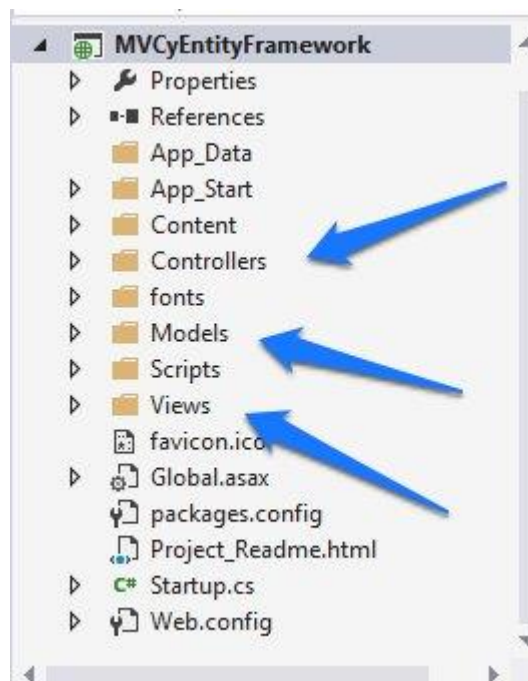 MVCyEntityFramework
Properties
References
App_Data
App_Start
Content
Controllers
fonts
Models
Scripts
Views
favicon.ico
Global.asax
packages.config
Project_Readme.html
C# Startup.cs
Web.config